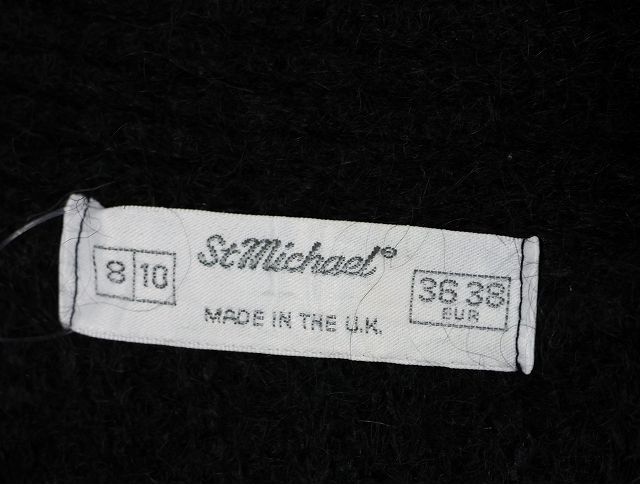 8 10
St Michael®
MADE IN THE U.K.
36 38
EUR